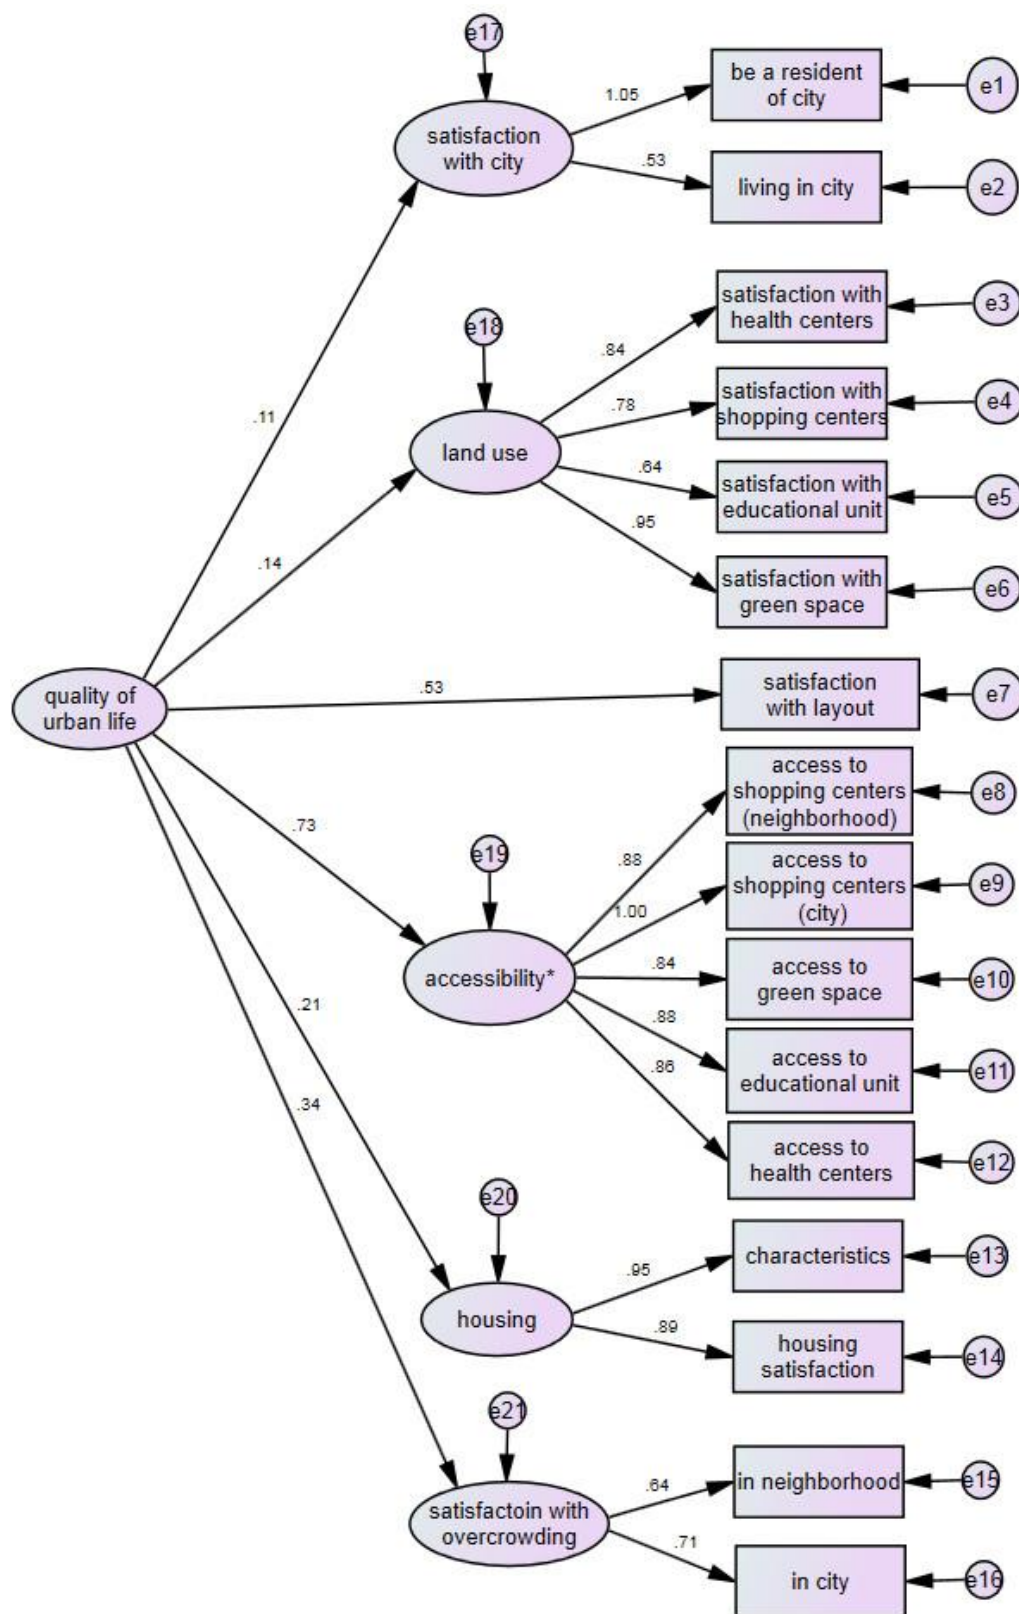 e17
be a resident
of city
e1
1.05
satisfaction
with city
.53
living in city
e2
satisfaction with
health centers
e3
e18
.84
satisfaction with
shopping centers
e4
.78
.11
land use
.64
satisfaction with
educational unit
e5
.95
.14
satisfaction with
green space
e6
quality of
urban life
.53
satisfaction
with layout
e7
access to
shopping centers
(neighborhood)
e8
.73
e19
.88
access to
shopping centers
(city)
e9
1.00
accessibility*
.84
access to
green space
e10
.21
.88
access to
educational unit
e11
.86
.34
access to
health centers
e12
e20
characteristics
e13
.95
housing
.89
housing
satisfaction
e14
e21
in neighborhood
e15
.64
satisfactoin with
overcrowding
.71
in city
e16